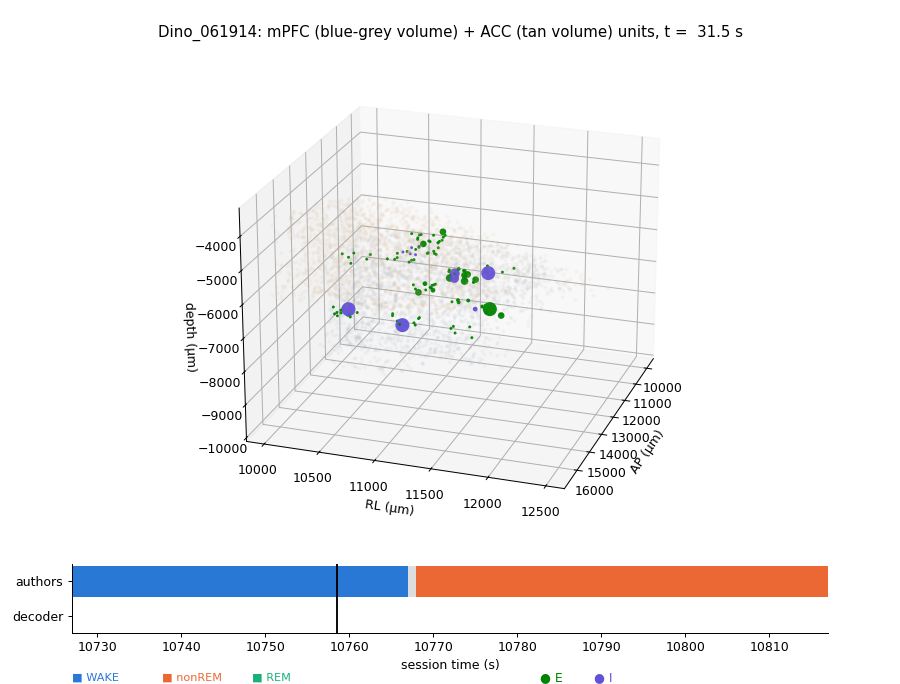 Dino_061914: mPFC (blue-grey volume) + ACC (tan volume) units, t =  31.5 s
−4000
−5000
−6000
−7000
−8000
−9000
−10000
depth (μm)
10000
10500
11000
11500
12000
12500
RL (μm)
10000
11000
12000
13000
14000
15000
16000
AP (μm)
authors
decoder
10730 10740 10750 10760 10770 10780 10790 10800 10810
session time (s)
WAKE nonREM REM E I